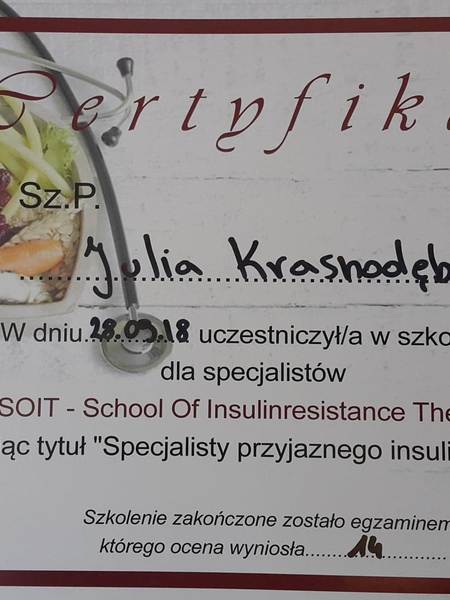 Certyfik
Sz.P.
Julia Krasnodęb
W dniu 28.09.18 uczestniczył/a w szko
dla specjalistów
SOIT - School Of Insulinresistance The
ąc tytuł "Specjalisty przyjaznego insuli
Szkolenie zakończone zostało egzaminem
którego ocena wyniosła........14............